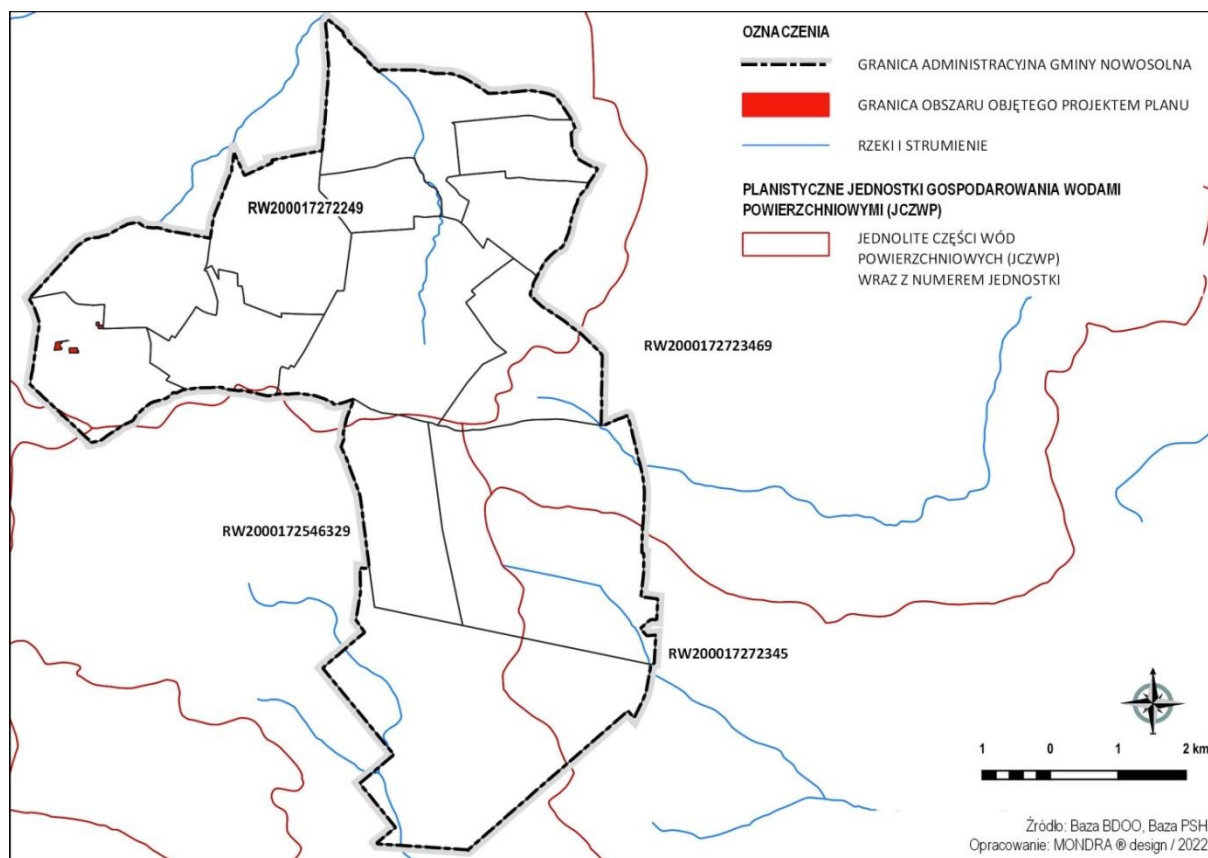 OZNACZENIA
GRANICA ADMINISTRACYJNA GMINY NOWOSOLNA
GRANICA OBSZARU OBJĘTEGO PROJEKTEM PLANU
RZEKI I STRUMIENIE
PLANISTYCZNE JEDNOSTKI GOSPODAROWANIA WODAMI
POWIERZCHNIOWYMI (JCZWP)
JEDNOLITE CZĘŚCI WÓD
POWIERZCHNIOWYCH (JCZWP)
WRAZ Z NUMEREM JEDNOSTKI
RW200017272249
RW2000172723469
RW2000172546329
RW200017272345
1 0 1 2 km
Źródło: Baza BDOO, Baza PSH
Opracowanie: MONDRA ® design / 2022